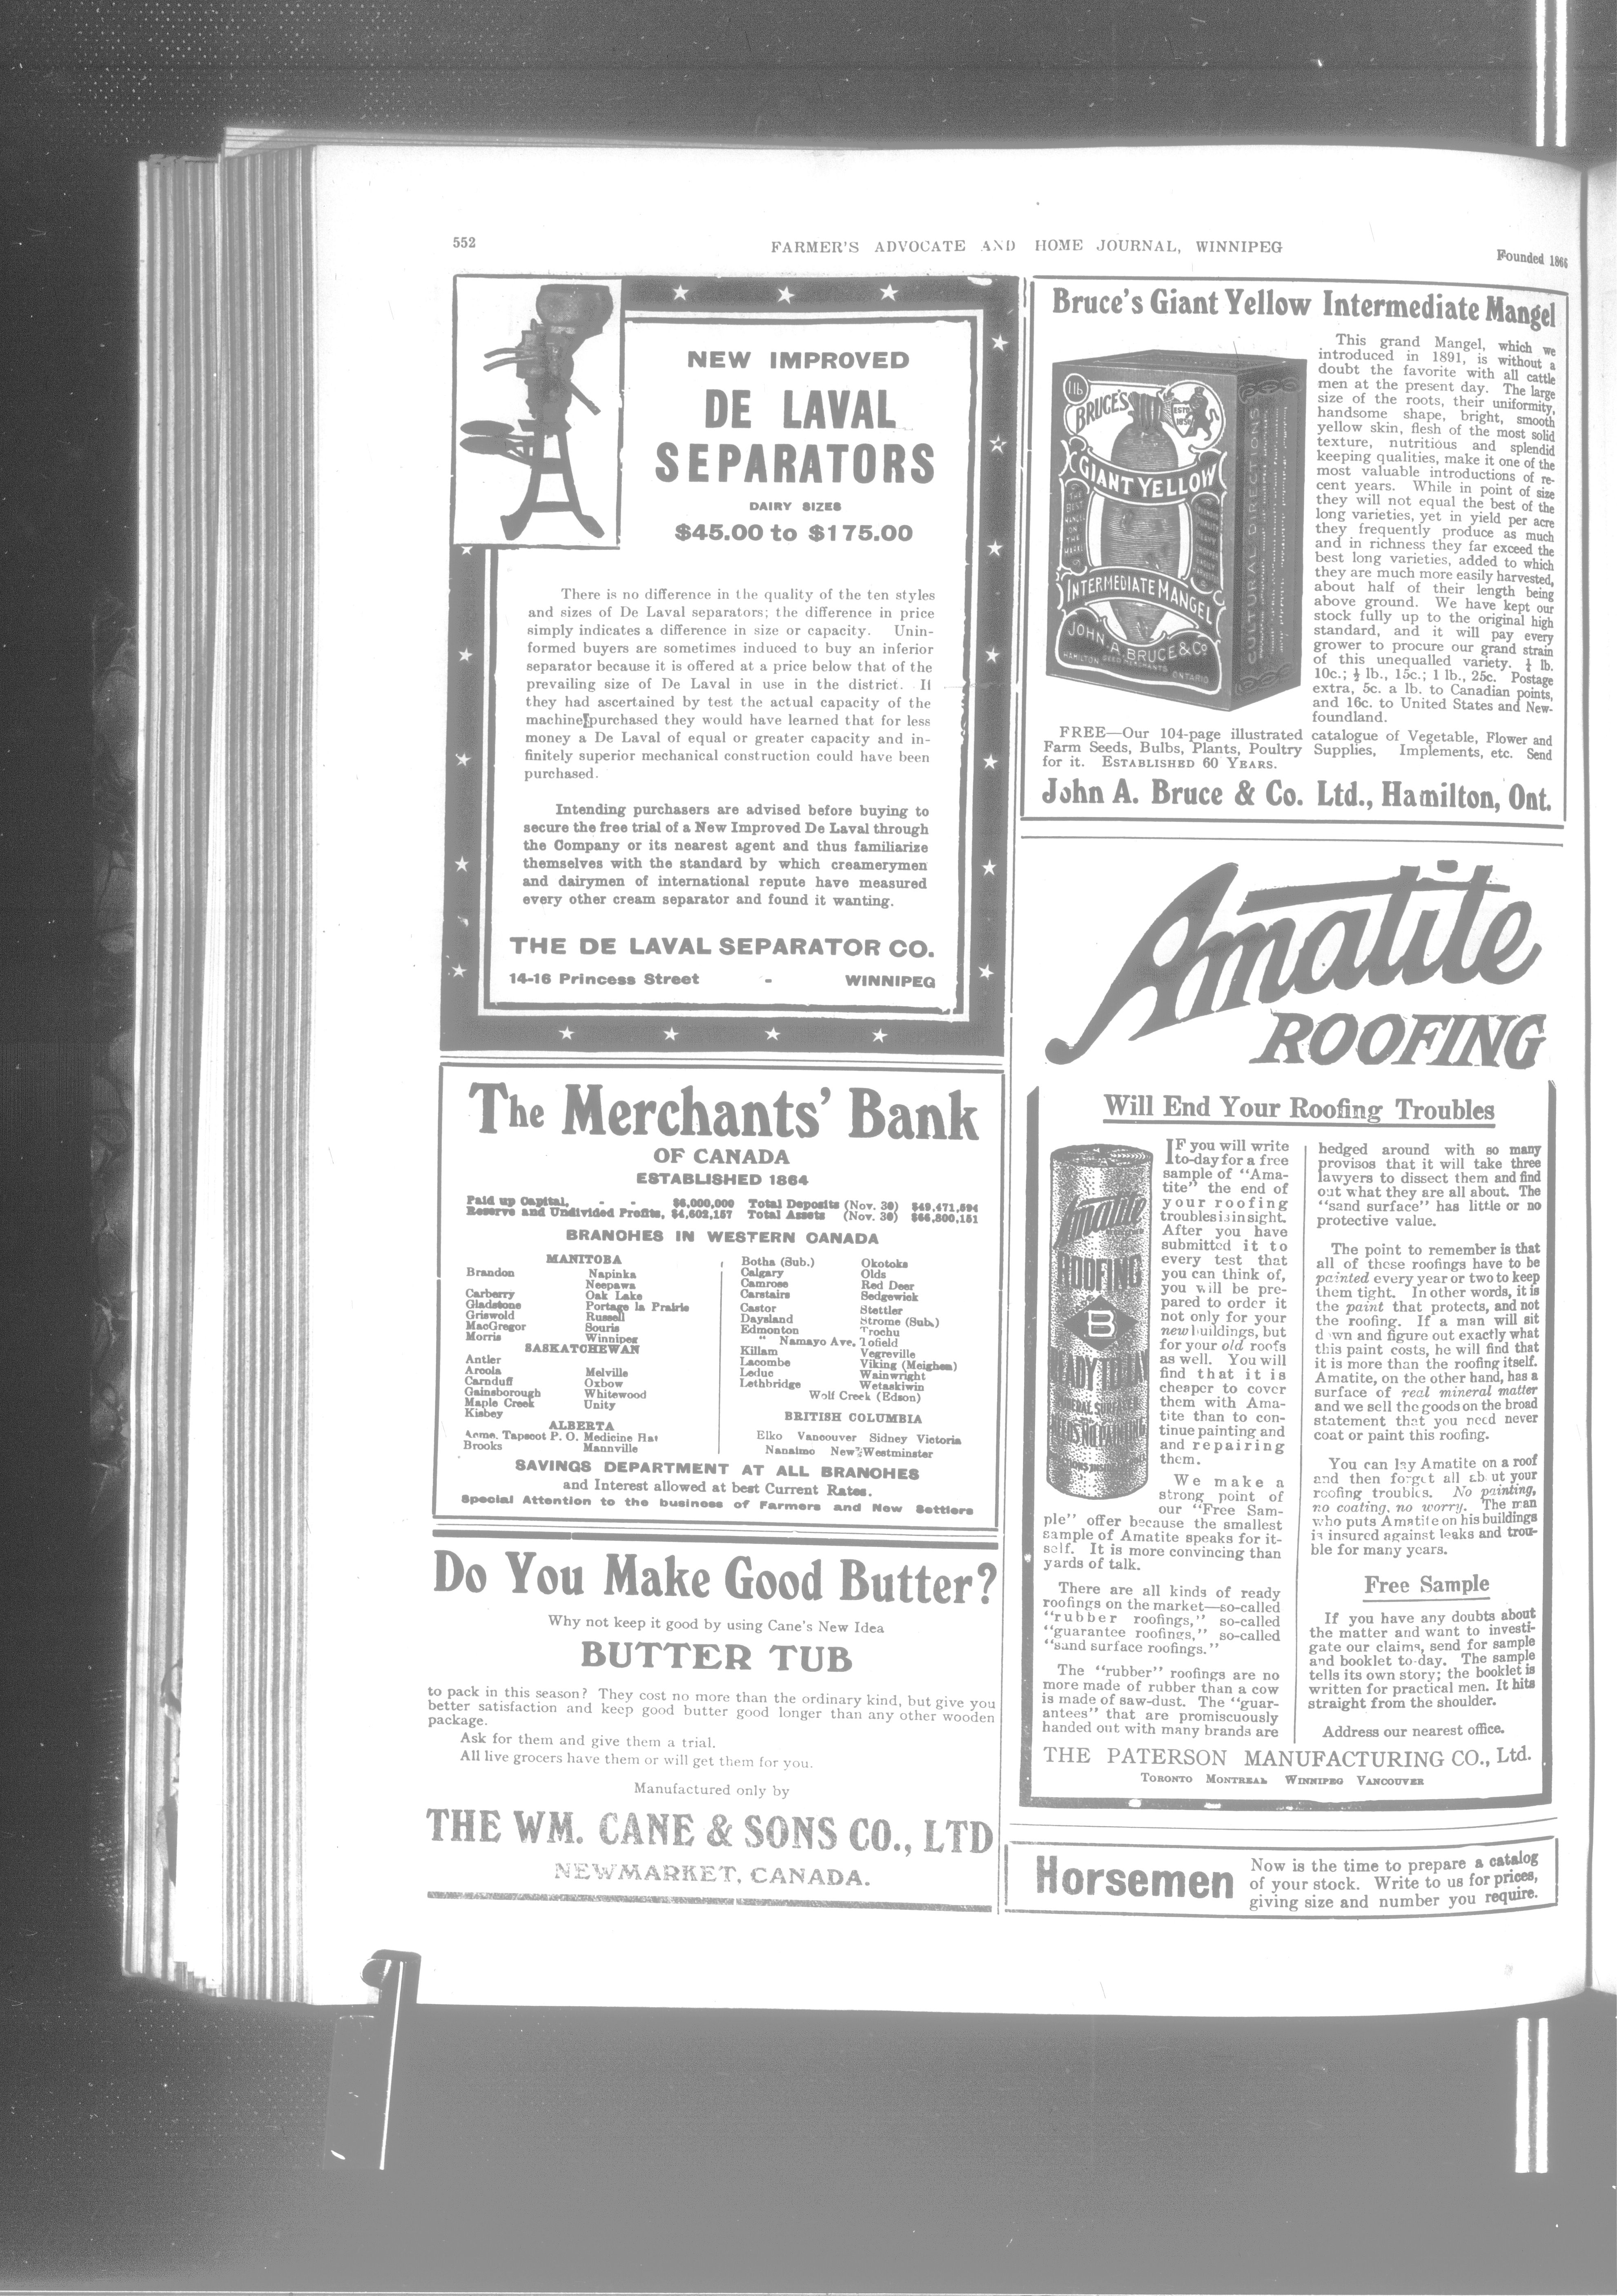 552
FARMER'S ADVOCATE AND HOME JOURNAL, WINNIPEG
Founded 1866
NEW IMPROVED
DE LAVAL
SEPARATORS
DAIRY SIZES
$45.00 to $175.00
There is no difference in the quality of the ten styles
and sizes of De Laval separators; the difference in price
simply indicates a difference in size or capacity. Unin-
formed buyers are sometimes induced to buy an inferior
separator because it is offered at a price below that of the
prevailing size of De Laval in use in the district. If
they had ascertained by test the actual capacity of the
machine purchased they would have learned that for less
money a De Laval of equal or greater capacity and in-
finitely superior mechanical construction could have been
purchased.
Intending purchasers are advised before buying to
secure the free trial of a New Improved De Laval through
the Company or its nearest agent and thus familiarize
themselves with the standard by which creamerymen
and dairymen of international repute have measured
every other cream separator and found it wanting.
THE DE LAVAL SEPARATOR CO.
14-16 Princess Street - WINNIPEG
The Merchants' Bank
OF CANADA
ESTABLISHED 1864
Paid up Capital, - - $6,000,000 Total Deposits (Nov. 30) $49,471,594
Reserve and Undivided Profits, $4,602,157 Total Assets (Nov. 30) $66,800,151
BRANCHES IN WESTERN CANADA
MANITOBA
Brandon Napinka
Neepawa
Carberry Oak Lake
Gladstone Portage la Prairie
Griswold Russell
MacGregor Souris
Morris Winnipeg
SASKATCHEWAN
Antler
Arcola Melville
Carnduff Oxbow
Gainsborough Whitewood
Maple Creek Unity
Kisbey
ALBERTA
Acme. Tapscot P. O. Medicine Hat
Brooks Mannville
Botha (Sub.) Okotoks
Calgary Olds
Camrose Red Deer
Carstairs Sedgewick
Castor Stettler
Daysland Strome (Sub.)
Edmonton Trochu
" Namayo Ave. Tofield
Killam Vegreville
Lacombe Viking (Meighen)
Leduc Wainwright
Lethbridge Wetaskiwin
Wolf Creek (Edson)
BRITISH COLUMBIA
Elko Vancouver Sidney Victoria
Nanaimo New Westminster
SAVINGS DEPARTMENT AT ALL BRANCHES
and Interest allowed at best Current Rates.
Special Attention to the business of Farmers and New Settlers
Do You Make Good Butter?
Why not keep it good by using Cane's New Idea
BUTTER TUB
to pack in this season? They cost no more than the ordinary kind, but give you
better satisfaction and keep good butter good longer than any other wooden
package.
Ask for them and give them a trial.
All live grocers have them or will get them for you.
Manufactured only by
THE WM. CANE & SONS CO., LTD
NEWMARKET, CANADA.
Bruce's Giant Yellow Intermediate Mangel
1 lb
BRUCE'S
ESTD
1850
GIANT YELLOW
INTERMEDIATE MANGEL
JOHN A. BRUCE & CO
HAMILTON SEED MERCHANTS ONTARIO
CULTURAL DIRECTIONS
This grand Mangel, which we
introduced in 1891, is without a
doubt the favorite with all cattle
men at the present day. The large
size of the roots, their uniformity,
handsome shape, bright, smooth
yellow skin, flesh of the most solid
texture, nutritious and splendid
keeping qualities, make it one of the
most valuable introductions of re-
cent years. While in point of size
they will not equal the best of the
long varieties, yet in yield per acre
they frequently produce as much
and in richness they far exceed the
best long varieties, added to which
they are much more easily harvested,
about half of their length being
above ground. We have kept our
stock fully up to the original high
standard, and it will pay every
grower to procure our grand strain
of this unequalled variety. ¼ lb.
10c.; ½ lb., 15c.; 1 lb., 25c. Postage
extra, 5c. a lb. to Canadian points,
and 16c. to United States and New-
foundland.
FREE—Our 104-page illustrated catalogue of Vegetable, Flower and
Farm Seeds, Bulbs, Plants, Poultry Supplies, Implements, etc. Send
for it. ESTABLISHED 60 YEARS.
John A. Bruce & Co. Ltd., Hamilton, Ont.
Amatite
ROOFING
Will End Your Roofing Troubles
Amatite
ROOFING
B
READY TO LAY
MINERAL SURFACED
NEEDS NO PAINTING
IF you will write
to-day for a free
sample of "Ama-
tite" the end of
your roofing
troubles is in sight.
After you have
submitted it to
every test that
you can think of,
you will be pre-
pared to order it
not only for your
new buildings, but
for your old roofs
as well. You will
find that it is
cheaper to cover
them with Ama-
tite than to con-
tinue painting and
and repairing
them.
We make a
strong point of
our "Free Sam-
ple" offer because the smallest
sample of Amatite speaks for it-
self. It is more convincing than
yards of talk.
There are all kinds of ready
roofings on the market—so-called
"rubber roofings," so-called
"guarantee roofings," so-called
"sand surface roofings."
The "rubber" roofings are no
more made of rubber than a cow
is made of saw-dust. The "guar-
antees" that are promiscuously
handed out with many brands are
hedged around with so many
provisos that it will take three
lawyers to dissect them and find
out what they are all about. The
"sand surface" has little or no
protective value.
The point to remember is that
all of these roofings have to be
painted every year or two to keep
them tight. In other words, it is
the paint that protects, and not
the roofing. If a man will sit
down and figure out exactly what
this paint costs, he will find that
it is more than the roofing itself.
Amatite, on the other hand, has a
surface of real mineral matter
and we sell the goods on the broad
statement that you need never
coat or paint this roofing.
You can lay Amatite on a roof
and then forget all about your
roofing troubles. No painting,
no coating, no worry. The man
who puts Amatite on his buildings
is insured against leaks and trou-
ble for many years.
Free Sample
If you have any doubts about
the matter and want to investi-
gate our claims, send for sample
and booklet to-day. The sample
tells its own story; the booklet is
written for practical men. It hits
straight from the shoulder.
Address our nearest office.
THE PATERSON MANUFACTURING CO., Ltd.
TORONTO MONTREAL WINNIPEG VANCOUVER
Horsemen
Now is the time to prepare a catalog
of your stock. Write to us for prices,
giving size and number you require.